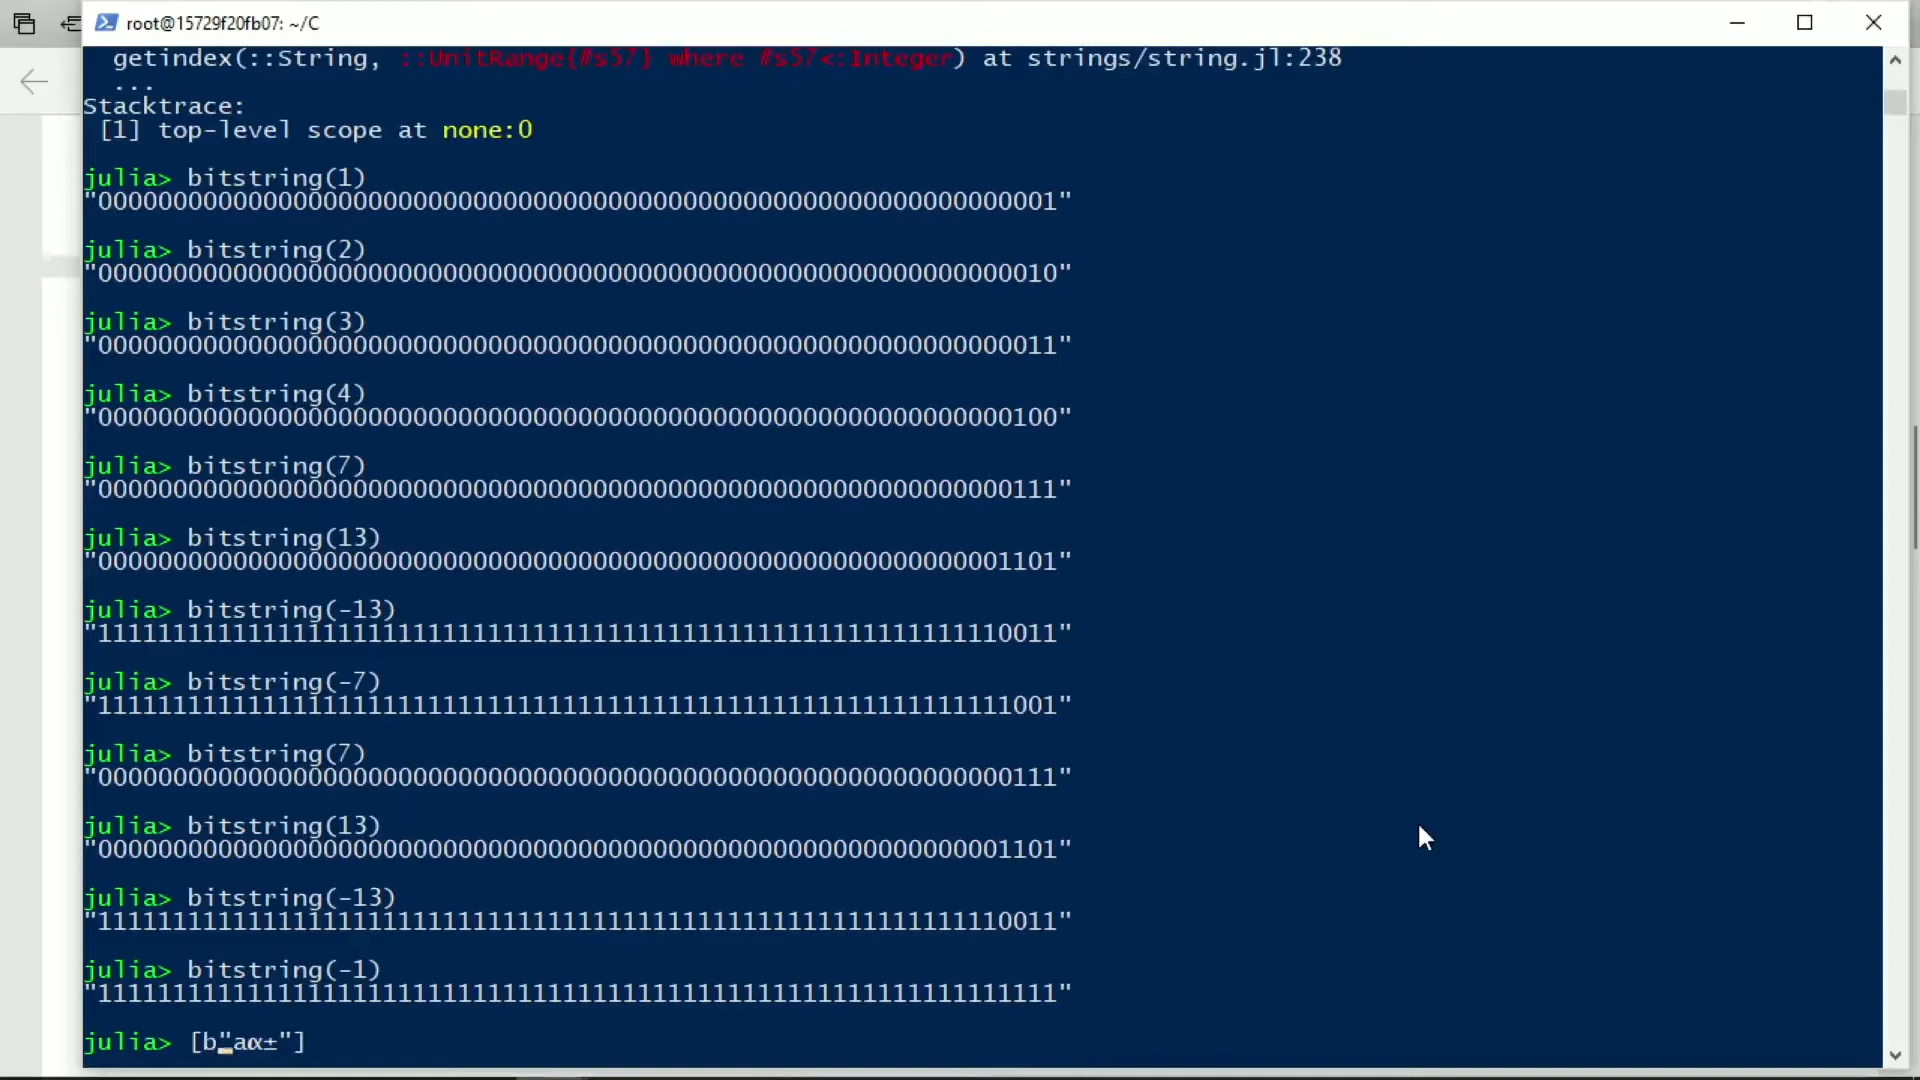 root@15729f20fb07: ~/C
getindex(::String, ::UnitRange{#s57} where #s57<:Integer) at strings/string.jl:238
...
Stacktrace:
[1] top-level scope at none:0
julia> bitstring(1)
"0000000000000000000000000000000000000000000000000000000000000001"
julia> bitstring(2)
"0000000000000000000000000000000000000000000000000000000000000010"
julia> bitstring(3)
"0000000000000000000000000000000000000000000000000000000000000011"
julia> bitstring(4)
"0000000000000000000000000000000000000000000000000000000000000100"
julia> bitstring(7)
"0000000000000000000000000000000000000000000000000000000000000111"
julia> bitstring(13)
"0000000000000000000000000000000000000000000000000000000000001101"
julia> bitstring(-13)
"1111111111111111111111111111111111111111111111111111111111110011"
julia> bitstring(-7)
"1111111111111111111111111111111111111111111111111111111111111001"
julia> bitstring(7)
"0000000000000000000000000000000000000000000000000000000000000111"
julia> bitstring(13)
"0000000000000000000000000000000000000000000000000000000000001101"
julia> bitstring(-13)
"1111111111111111111111111111111111111111111111111111111111110011"
julia> bitstring(-1)
"1111111111111111111111111111111111111111111111111111111111111111"
julia> [b"aα±"]